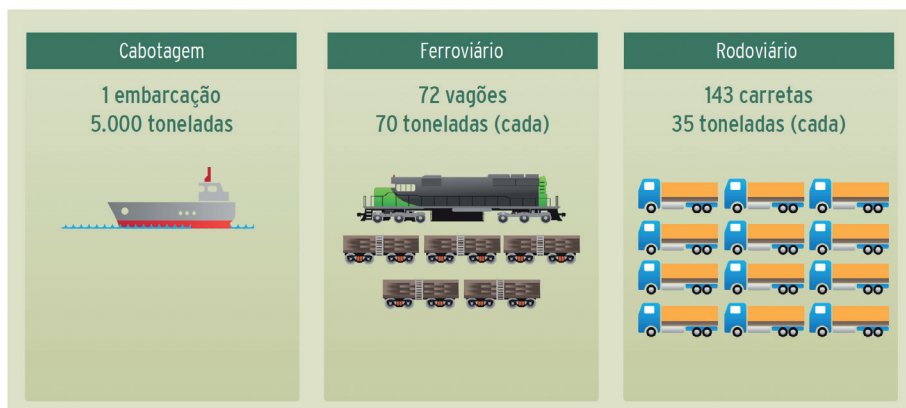 Cabotagem
1 embarcação
5.000 toneladas
Ferroviário
72 vagões
70 toneladas (cada)
Rodoviário
143 carretas
35 toneladas (cada)